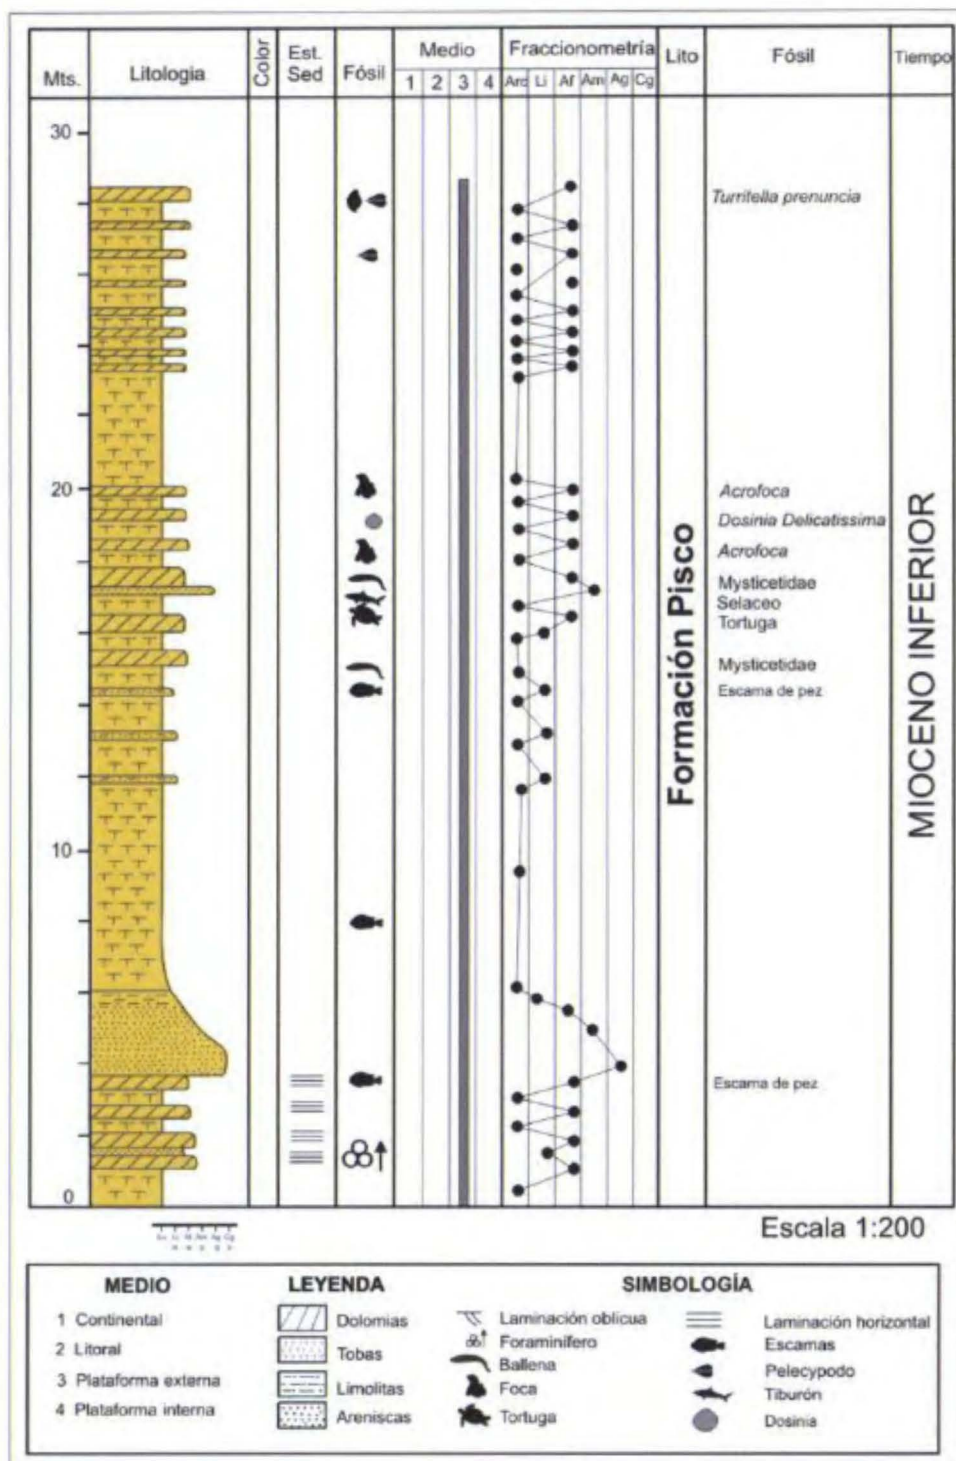 Mts.
Litologia
Color
Est.
Sed
Fósil
Medio
1 2 3 4
Fraccionometría
Arc Li Af Am Ag Cg
Lito
Fósil
Tiempo
30
20
10
0
Turritella prenuncia
Acrofoca
Dosinia Delicatissima
Acrofoca
Mysticetidae
Selaceo
Tortuga
Mysticetidae
Escama de pez
Escama de pez
Formación Pisco
MIOCENO INFERIOR
Escala 1:200
MEDIO
1 Continental
2 Litoral
3 Plataforma externa
4 Plataforma interna
LEYENDA
Dolomias
Tobas
Limolitas
Areniscas
SIMBOLOGÍA
Laminación oblicua
Foraminífero
Ballena
Foca
Tortuga
Laminación horizontal
Escamas
Pelecypodo
Tiburón
Dosinia